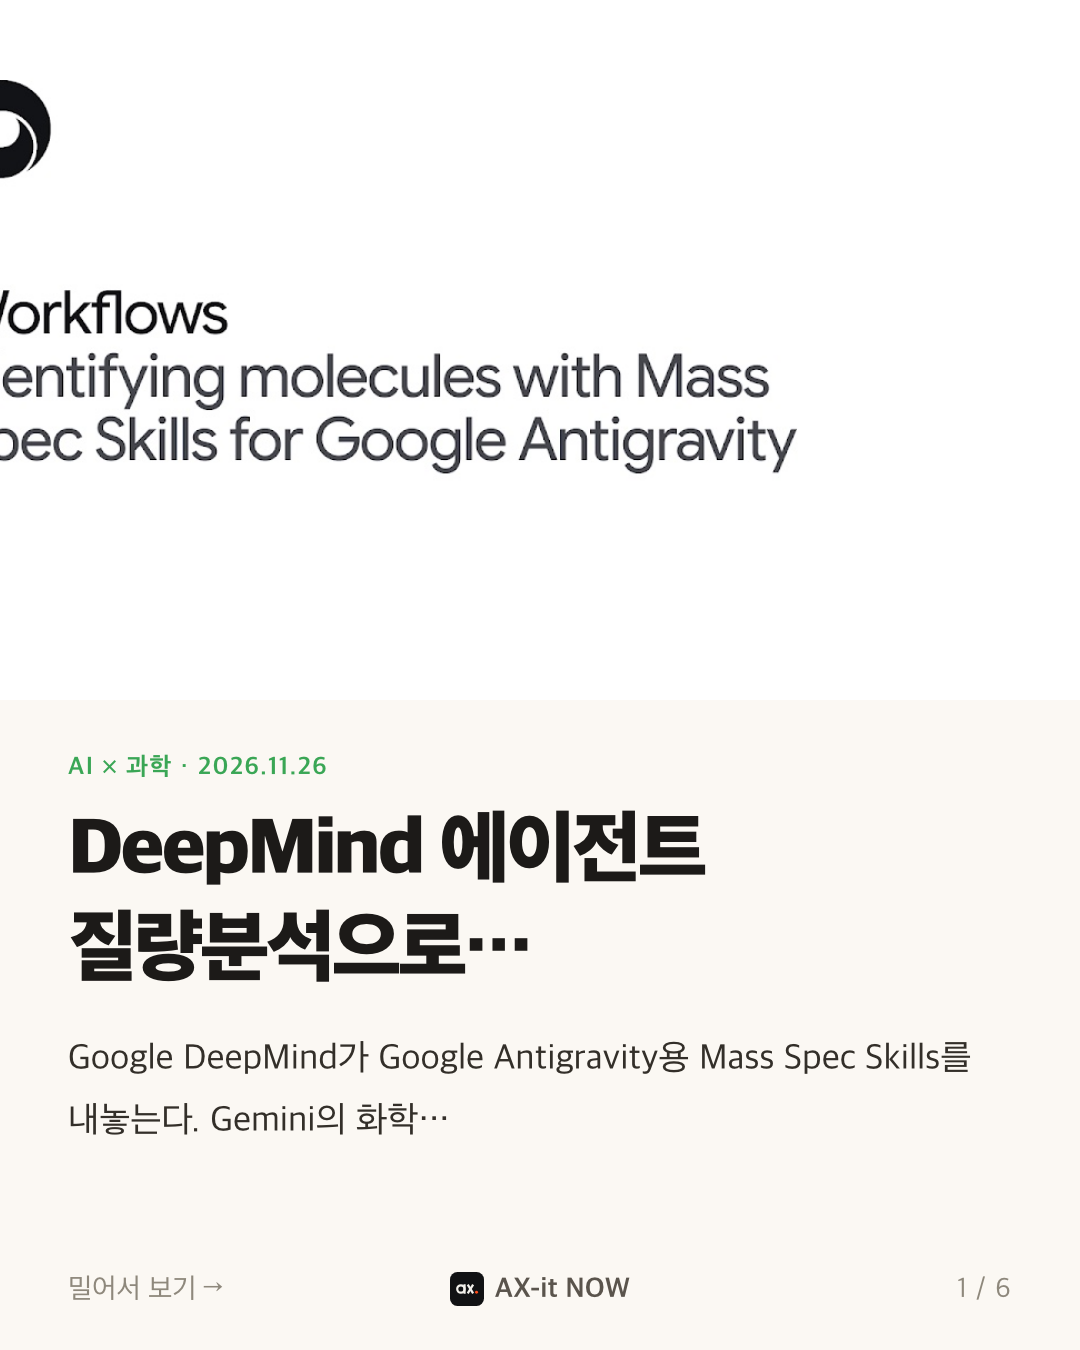 Workflows
entifying molecules with Mass
pec Skills for Google Antigravity
AI × 과학 · 2026.11.26
DeepMind 에이전트
질량분석으로…
Google DeepMind가 Google Antigravity용 Mass Spec Skills를
내놓는다. Gemini의 화학…
밀어서 보기 →
ax. AX-it NOW
1 / 6